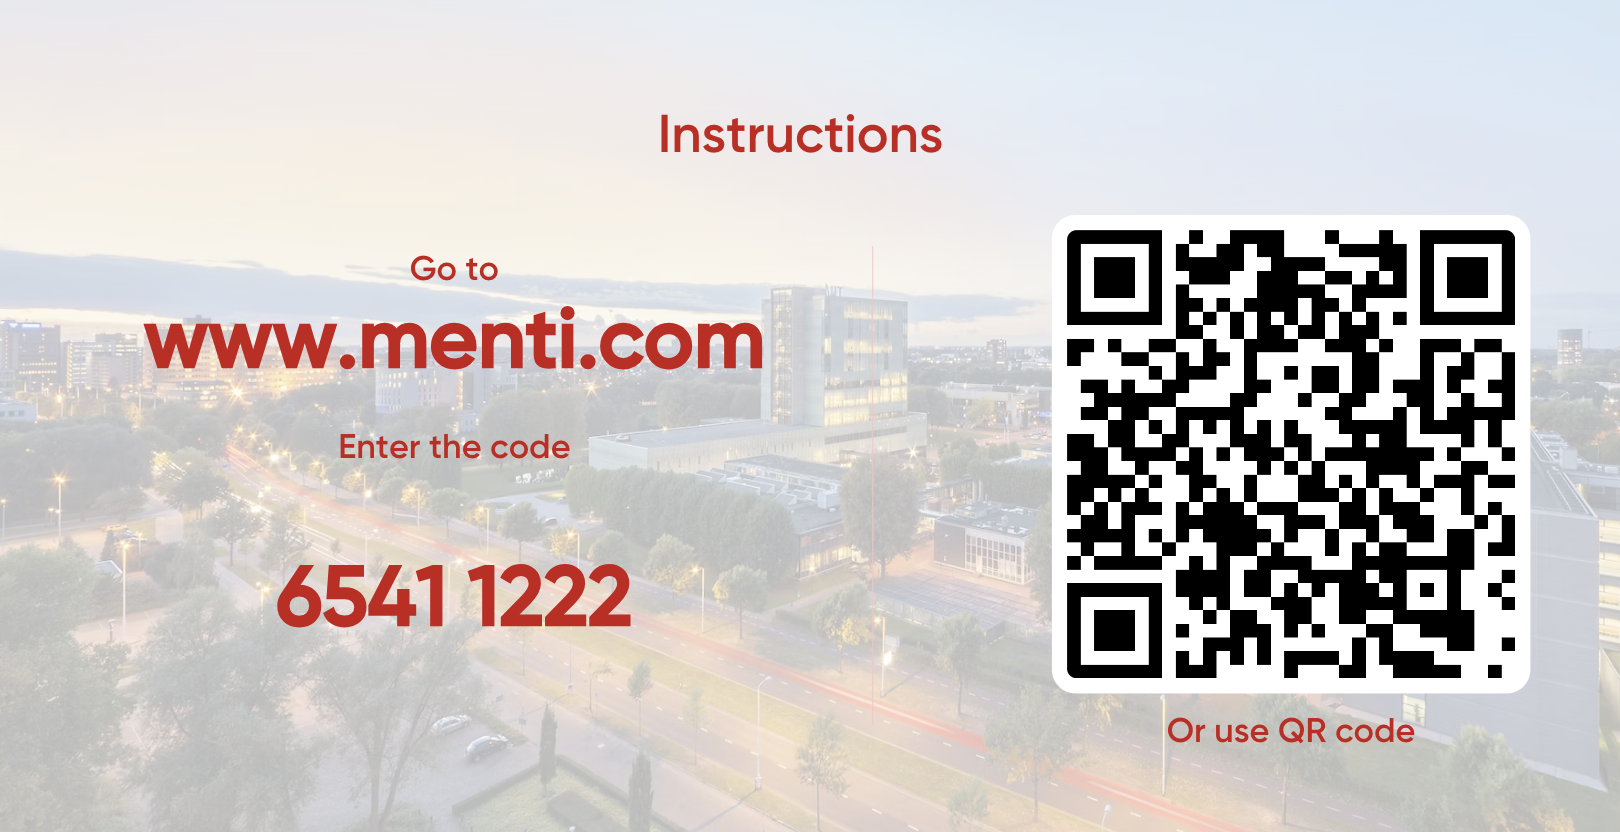 Instructions
Go to
www.menti.com
Enter the code
6541 1222
Or use QR code